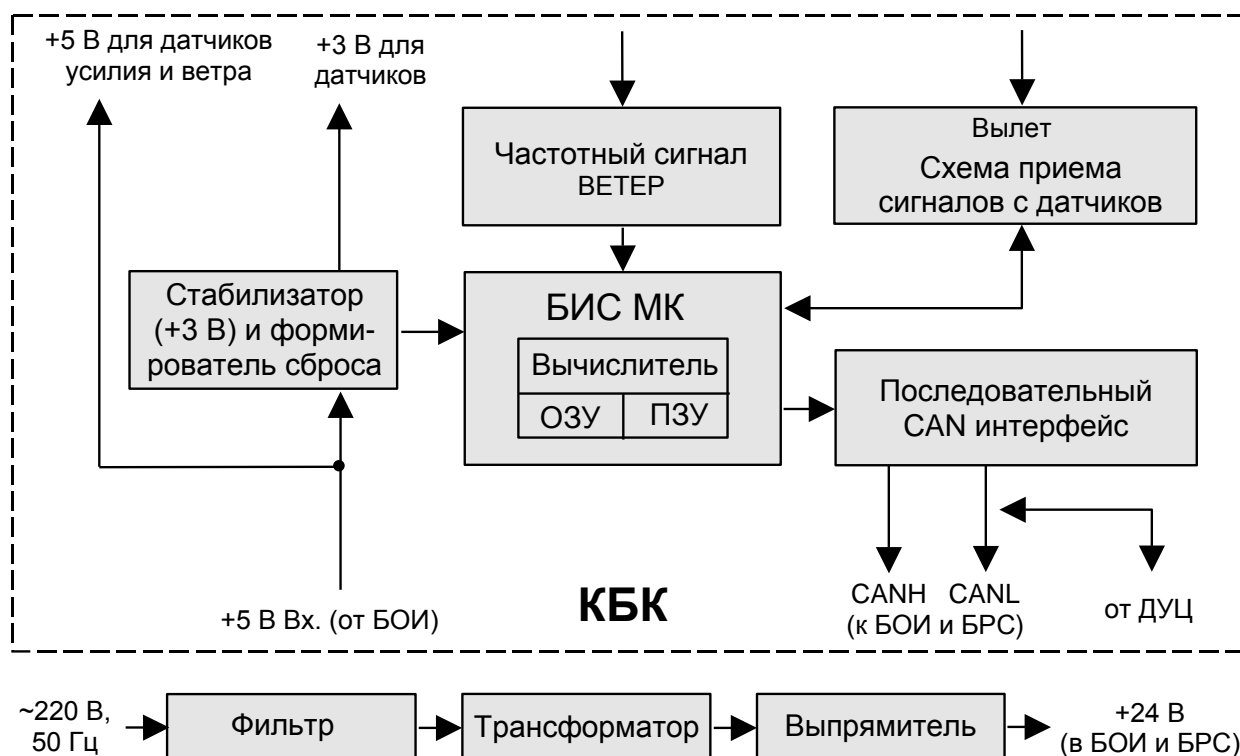 +5 В для датчиков
усилия и ветра
+3 В для
датчиков
Частотный сигнал
ВЕТЕР
Вылет
Схема приема
сигналов с датчиков
Стабилизатор
(+3 В) и форми-
рователь сброса
БИС МК
Вычислитель
ОЗУ ПЗУ
Последовательный
CAN интерфейс
+5 В Вх. (от БОИ)
КБК
CANH CANL
(к БОИ и БРС)
от ДУЦ
~220 В,
50 Гц
Фильтр
Трансформатор
Выпрямитель
+24 В
(в БОИ и БРС)